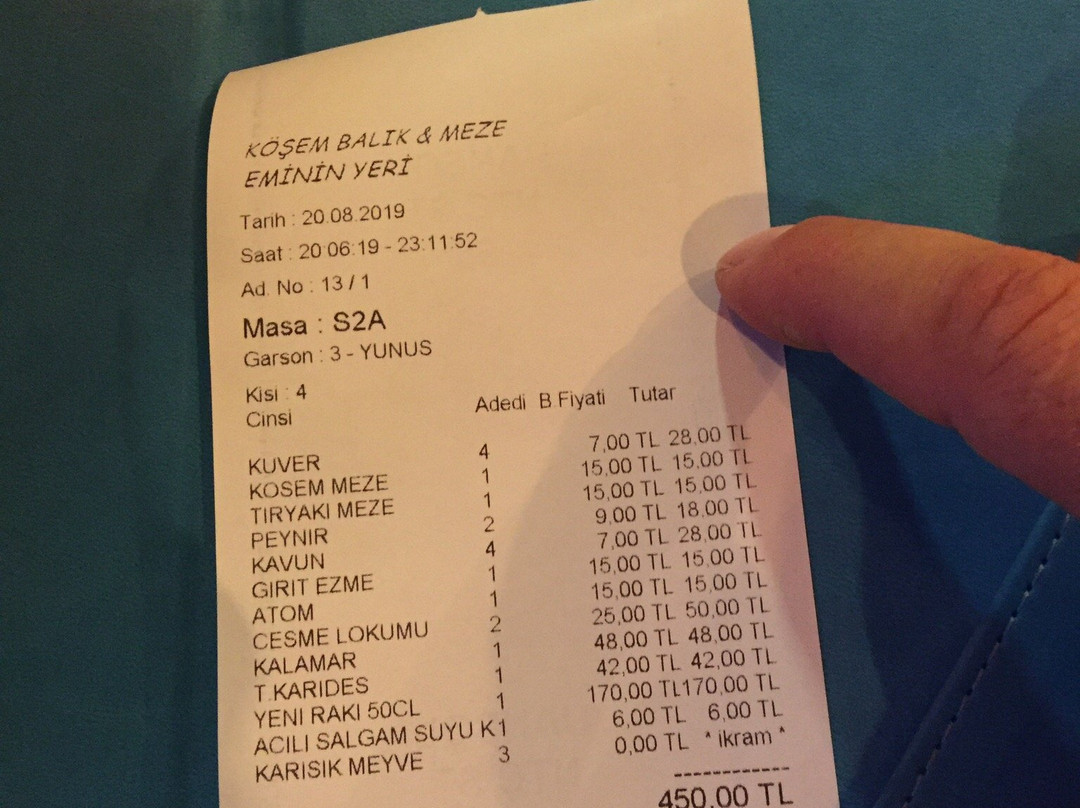 KÖŞEM BALIK & MEZE
EMİNİN YERİ
Tarih : 20.08.2019
Saat : 20:06:19 - 23:11:52
Ad. No : 13 / 1
Masa : S2A
Garson : 3 - YUNUS
Kisi : 4
Cinsi Adedi B.Fiyati Tutar
KUVER 4 7,00 TL 28,00 TL
KOSEM MEZE 1 15,00 TL 15,00 TL
TIRYAKI MEZE 1 15,00 TL 15,00 TL
PEYNIR 2 9,00 TL 18,00 TL
KAVUN 4 7,00 TL 28,00 TL
GIRIT EZME 1 15,00 TL 15,00 TL
ATOM 1 15,00 TL 15,00 TL
CESME LOKUMU 2 25,00 TL 50,00 TL
KALAMAR 1 48,00 TL 48,00 TL
T.KARIDES 1 42,00 TL 42,00 TL
YENI RAKI 50CL 1 170,00 TL 170,00 TL
ACILI SALGAM SUYU K 1 6,00 TL 6,00 TL
KARISIK MEYVE 3 0,00 TL * ikram *
------------
450,00 TL